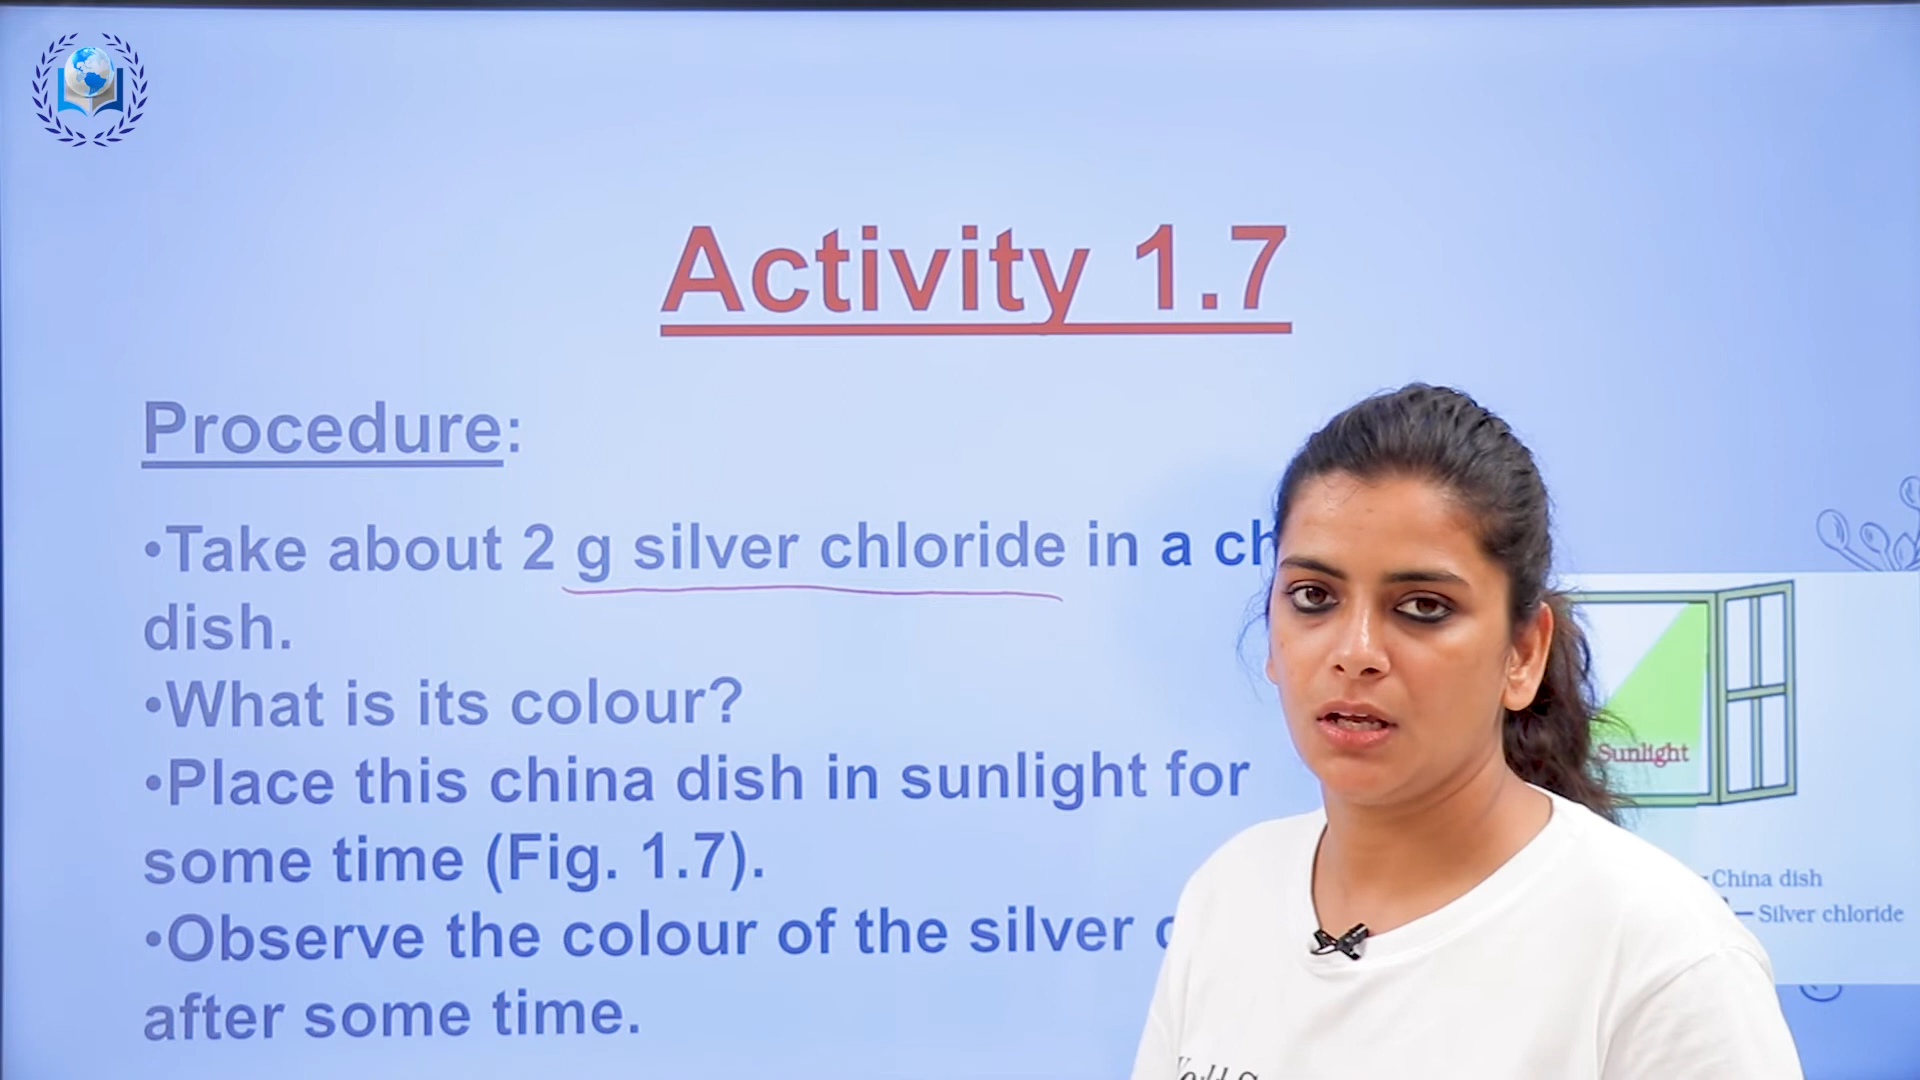 Activity 1.7
Procedure:
•Take about 2 g silver chloride in a
dish.
•What is its colour?
•Place this china dish in sunlight for
some time (Fig. 1.7).
•Observe the colour of the silver
after some time.
Sunlight
China dish
Silver chloride